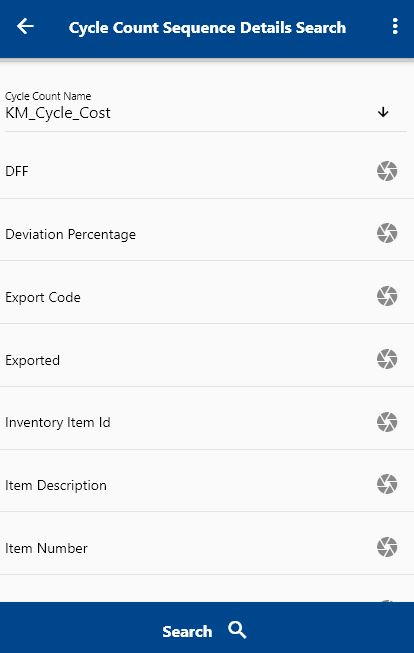 Cycle Count Sequence Details Search
Cycle Count Name
KM_Cycle_Cost
DFF
Deviation Percentage
Export Code
Exported
Inventory Item Id
Item Description
Item Number
Search